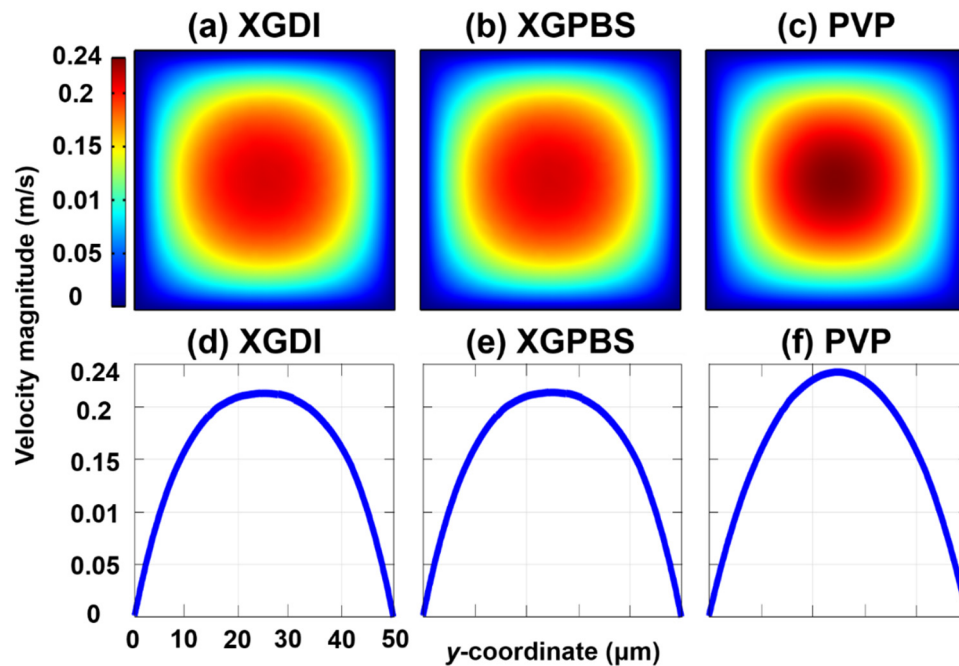 (a) XGDI (b) XGPBS (c) PVP
0.24
0.2
0.15
0.01
0.05
0
Velocity magnitude (m/s)
(d) XGDI (e) XGPBS (f) PVP
0.24
0.2
0.15
0.01
0.05
0
0 10 20 30 40 50
y-coordinate (µm)